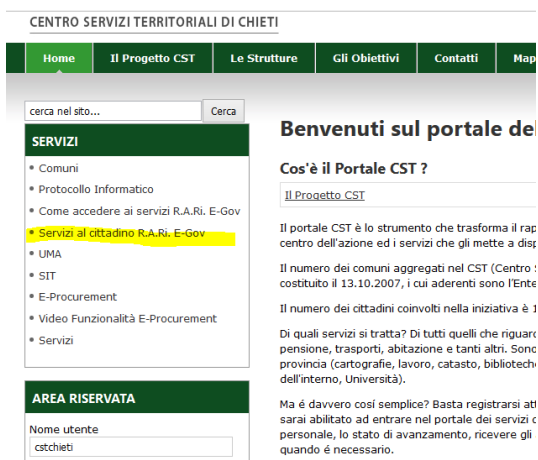 CENTRO SERVIZI TERRITORIALI DI CHIETI
Home Il Progetto CST Le Strutture Gli Obiettivi Contatti Map
cerca nel sito... Cerca
SERVIZI
Comuni
Protocollo Informatico
Come accedere ai servizi R.A.Ri. E-Gov
Servizi al cittadino R.A.Ri. E-Gov
UMA
SIT
E-Procurement
Video Funzionalità E-Procurement
Servizi
AREA RISERVATA
Nome utente
cstchieti
Benvenuti sul portale del
Cos'è il Portale CST ?
Il Progetto CST
Il portale CST è lo strumento che trasforma il rap
centro dell'azione ed i servizi che gli mette a disp
Il numero dei comuni aggregati nel CST (Centro S
costituito il 13.10.2007, i cui aderenti sono l'Ente
Il numero dei cittadini coinvolti nella iniziativa è 1
Di quali servizi si tratta? Di tutti quelli che riguard
pensione, trasporti, abitazione e tanti altri. Sono
provincia (cartografie, lavoro, catasto, biblioteche
dell'interno, Università).
Ma é davvero cosí semplice? Basta registrarsi att
sarai abilitato ad entrare nel portale dei servizi c
personale, lo stato di avanzamento, ricevere gli
quando é necessario.